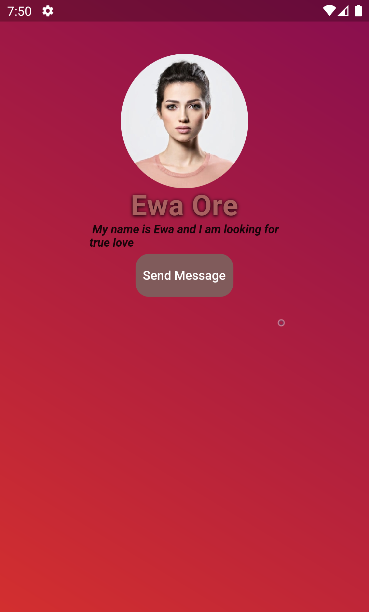 7:50
Ewa Ore
My name is Ewa and I am looking for
true love
Send Message